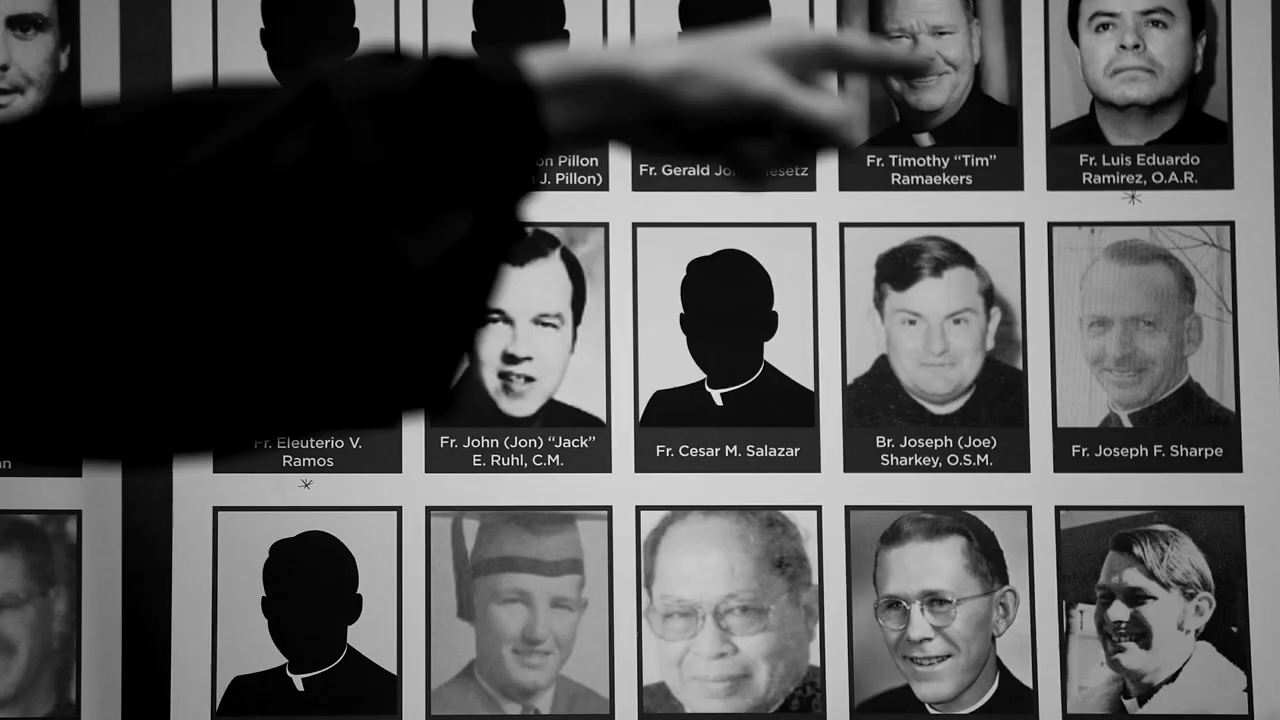 on Pillon
J. Pillon)
Fr. Gerald
Fr. Timothy “Tim”
Ramaekers
Fr. Luis Eduardo
Ramirez, O.A.R.
Fr. Eleuterio V.
Ramos
Fr. John (Jon) “Jack”
E. Ruhl, C.M.
Fr. Cesar M. Salazar
Br. Joseph (Joe)
Sharkey, O.S.M.
Fr. Joseph F. Sharpe